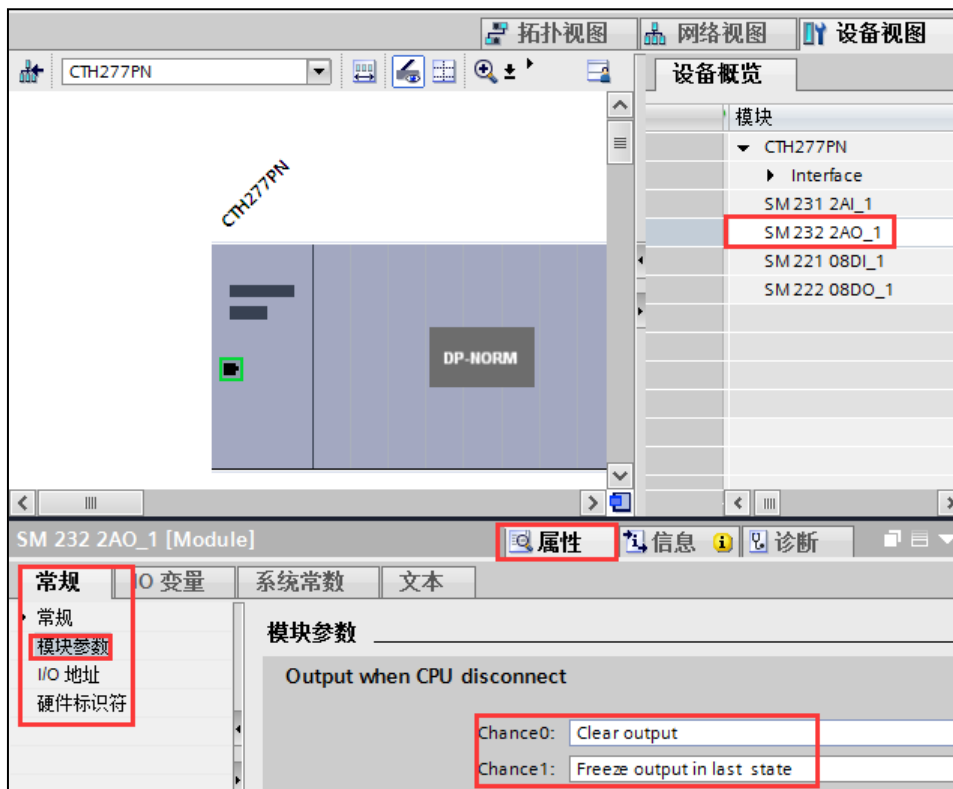 拓扑视图 网络视图 设备视图
CTH277PN
设备概览
模块
CTH277PN
Interface
SM 231 2AI_1
SM 232 2AO_1
SM 221 08DI_1
SM 222 08DO_1
CTH277PN
DP-NORM
SM 232 2AO_1 [Module]
属性 信息 诊断
常规 IO 变量 系统常数 文本
常规
模块参数
I/O 地址
硬件标识符
模块参数
Output when CPU disconnect
Chance0: Clear output
Chance1: Freeze output in last state